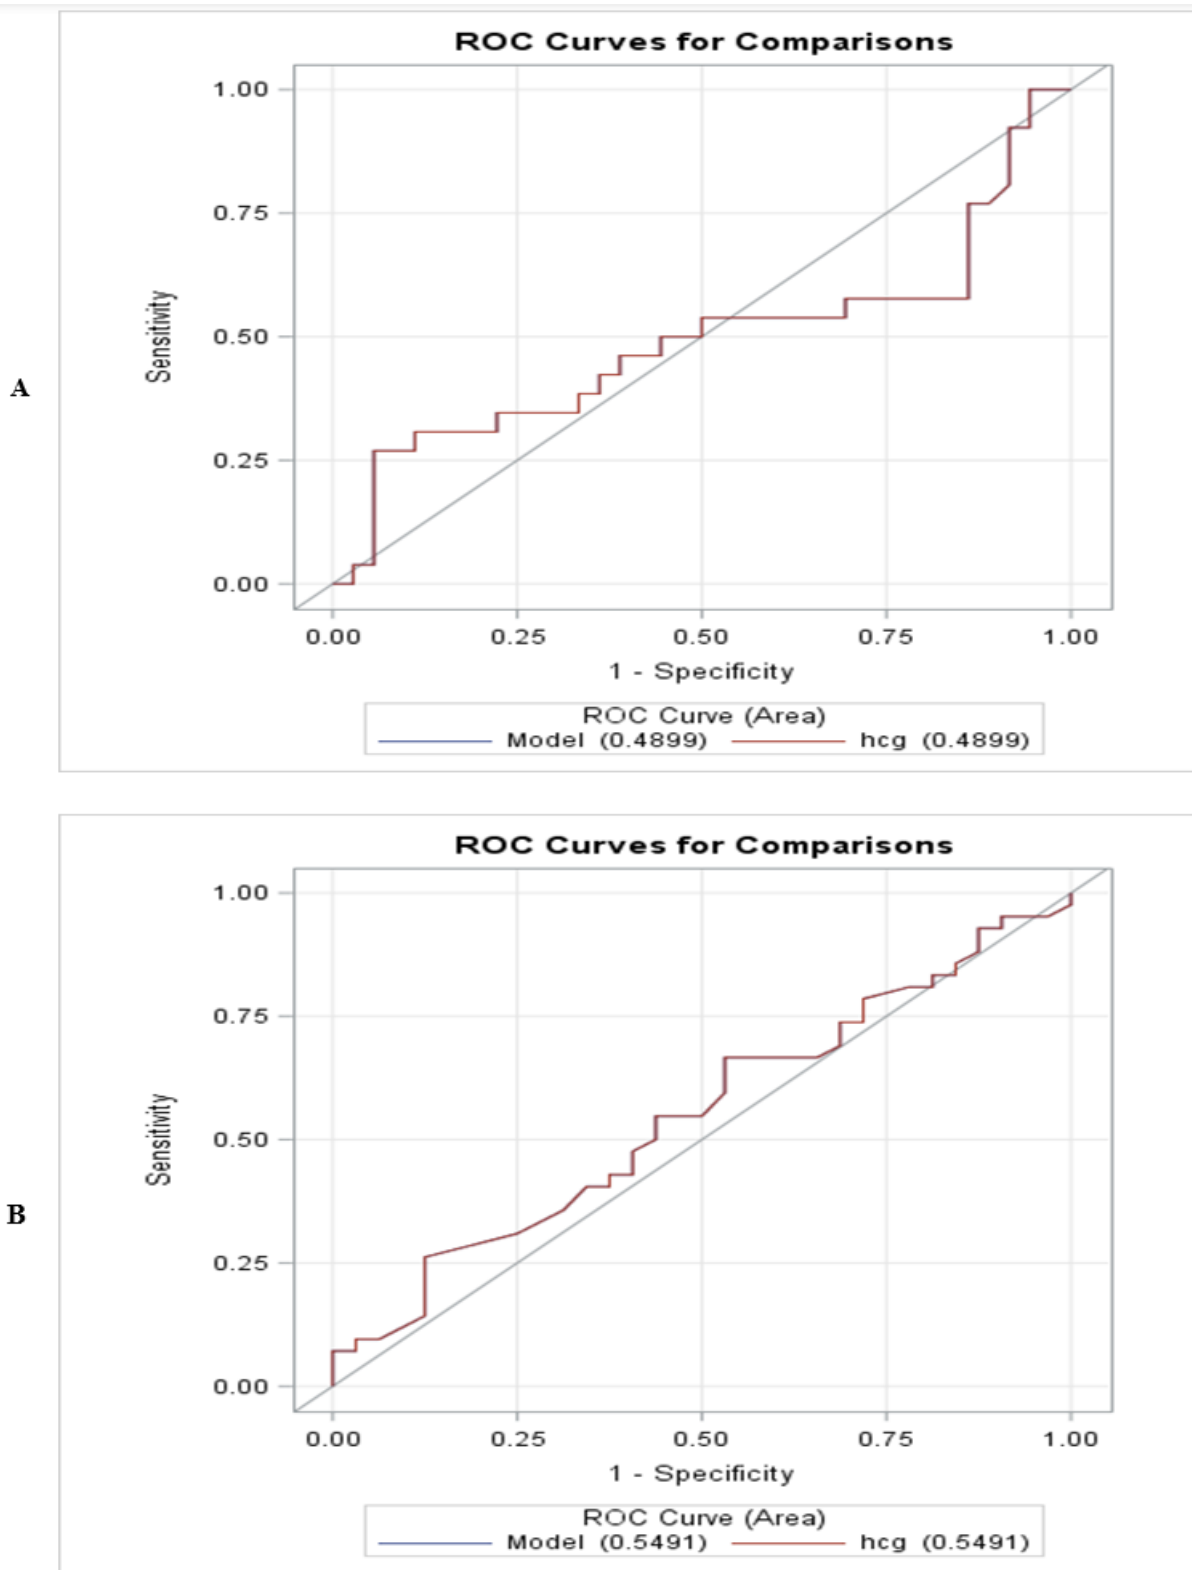 A
ROC Curves for Comparisons
1.00
0.75
0.50
0.25
0.00
Sensitivity
0.00 0.25 0.50 0.75 1.00
1 - Specificity
ROC Curve (Area)
Model (0.4899) hcg (0.4899)
B
ROC Curves for Comparisons
1.00
0.75
0.50
0.25
0.00
Sensitivity
0.00 0.25 0.50 0.75 1.00
1 - Specificity
ROC Curve (Area)
Model (0.5491) hcg (0.5491)